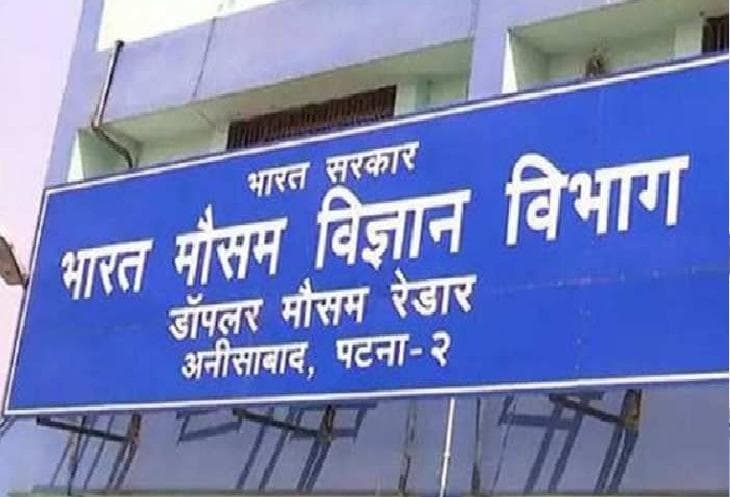 भारत सरकार
भारत मौसम विज्ञान विभाग
डॉपलर मौसम रेडार
अनीसाबाद, पटना-२